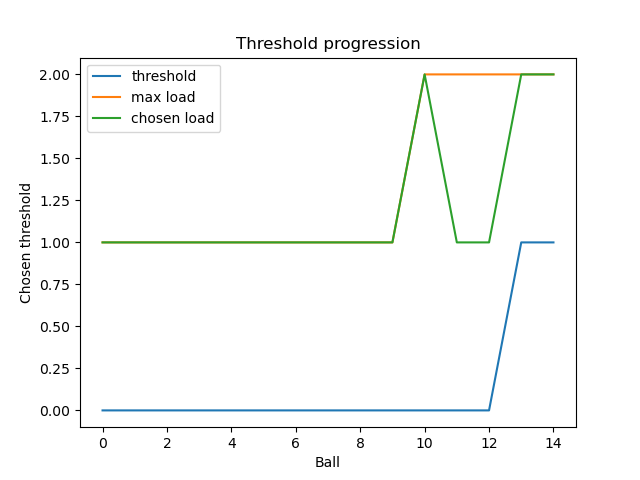 Threshold progression
threshold
max load
chosen load
2.00
1.75
1.50
1.25
1.00
0.75
0.50
0.25
0.00
Chosen threshold
0 2 4 6 8 10 12 14
Ball